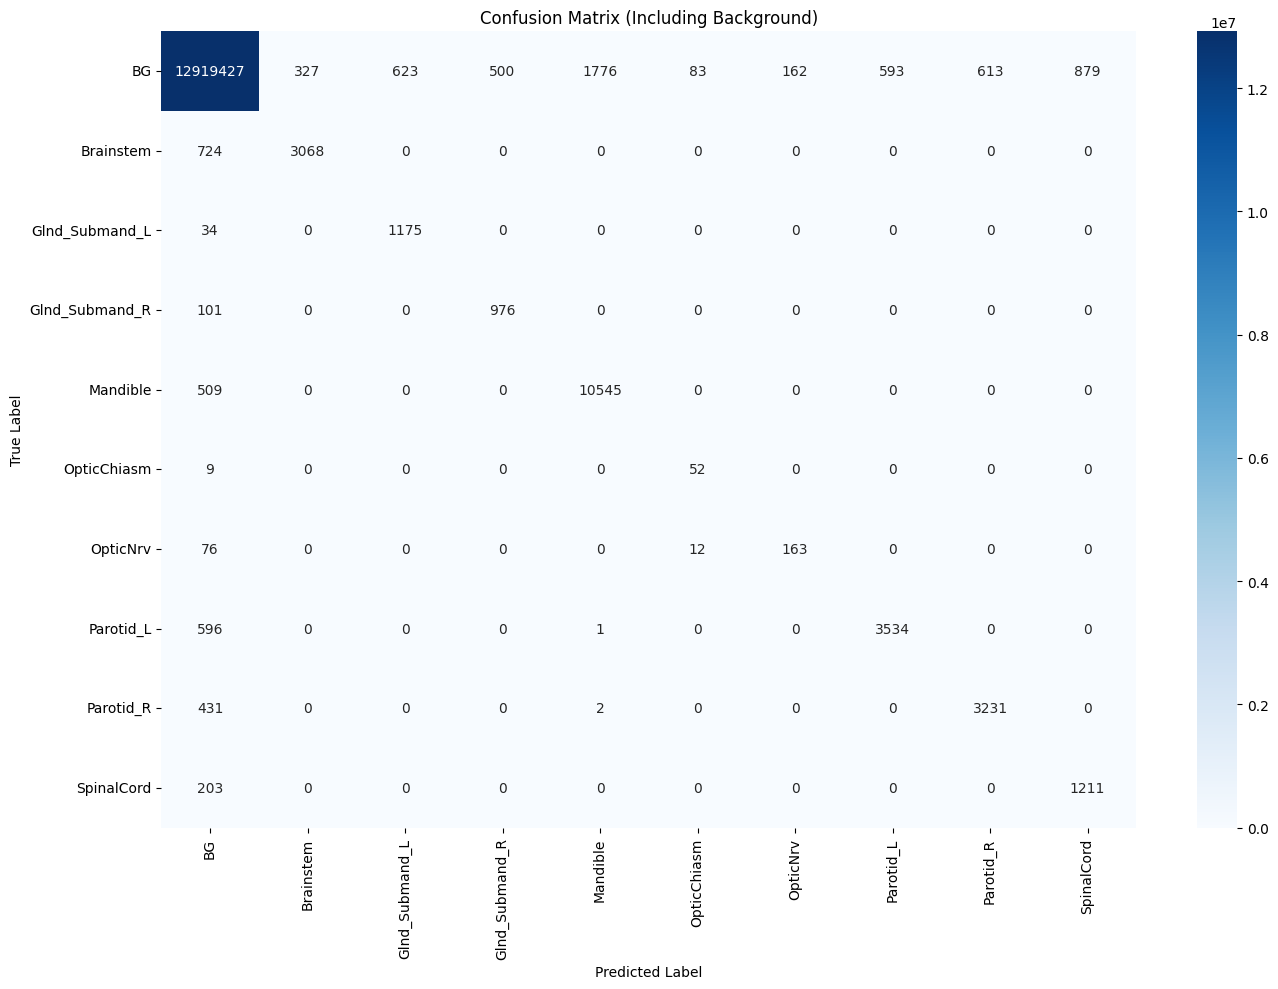 Confusion Matrix (Including Background)
1e7
BG 12919427 327 623 500 1776 83 162 593 613 879
Brainstem 724 3068 0 0 0 0 0 0 0 0
Glnd_Submand_L 34 0 1175 0 0 0 0 0 0 0
Glnd_Submand_R 101 0 0 976 0 0 0 0 0 0
Mandible 509 0 0 0 10545 0 0 0 0 0
OpticChiasm 9 0 0 0 0 52 0 0 0 0
OpticNrv 76 0 0 0 0 12 163 0 0 0
Parotid_L 596 0 0 0 1 0 0 3534 0 0
Parotid_R 431 0 0 0 2 0 0 0 3231 0
SpinalCord 203 0 0 0 0 0 0 0 0 1211
True Label
BG
Brainstem
Glnd_Submand_L
Glnd_Submand_R
Mandible
OpticChiasm
OpticNrv
Parotid_L
Parotid_R
SpinalCord
Predicted Label
1.2
1.0
0.8
0.6
0.4
0.2
0.0